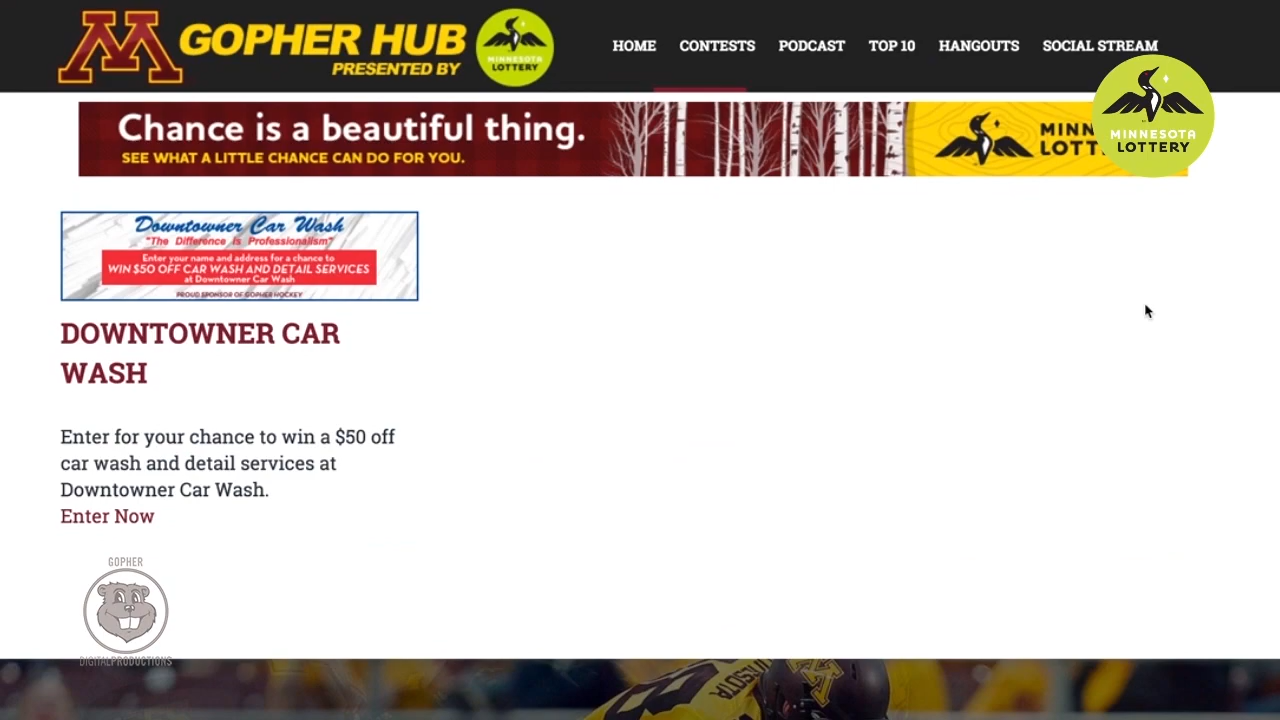 M GOPHER HUB
PRESENTED BY
MINNESOTA
LOTTERY
HOME CONTESTS PODCAST TOP 10 HANGOUTS SOCIAL STREAM
Chance is a beautiful thing.
SEE WHAT A LITTLE CHANCE CAN DO FOR YOU.
MINN
LOTT
MINNESOTA
LOTTERY
Downtowner Car Wash
"The Difference is Professionalism"
Enter your name and address for a chance to
WIN $50 OFF CAR WASH AND DETAIL SERVICES
at Downtowner Car Wash
PROUD SPONSOR OF GOPHER HOCKEY
DOWNTOWNER CAR
WASH
Enter for your chance to win a $50 off
car wash and detail services at
Downtowner Car Wash.
Enter Now
GOPHER
DIGITALPRODUCTIONS
M